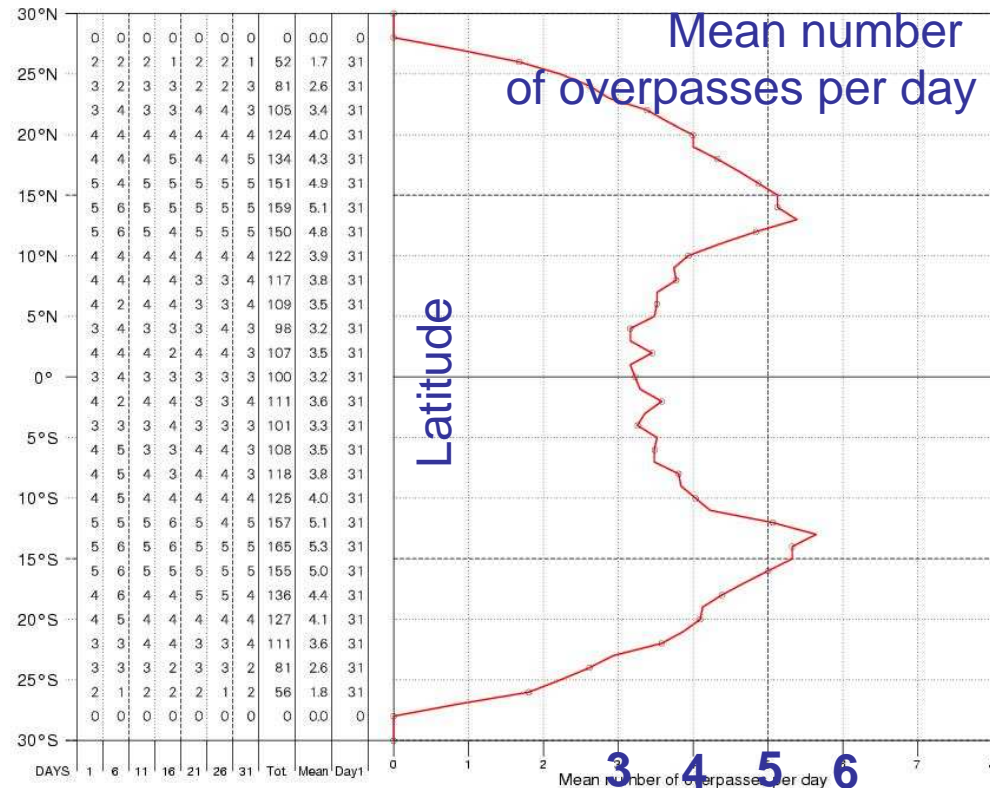 30°N
Mean number
0 0 0 0 0 0 0 0 0.0 0
2 2 2 1 2 2 1 52 1.7 31
25°N
of overpasses per day
3 2 3 3 2 2 3 81 2.6 31
3 4 3 3 4 4 3 105 3.4 31
20°N 4 4 4 4 4 4 4 124 4.0 31
4 4 4 5 4 4 5 134 4.3 31
5 4 5 5 5 5 5 151 4.9 31
15°N
5 6 5 5 5 5 5 159 5.1 31
5 6 5 4 5 5 5 150 4.8 31
10°N 4 4 4 4 4 4 4 122 3.9 31
4 4 4 4 3 3 4 117 3.8 31
4 2 4 4 3 3 4 109 3.5 31
5°N
3 4 3 3 3 4 3 98 3.2 31
4 4 4 2 4 4 3 107 3.5 31
0° 3 4 3 3 3 3 3 100 3.2 31
4 2 4 4 3 3 4 111 3.6 31
3 3 3 4 3 3 3 101 3.3 31
5°S
4 5 3 3 4 4 3 108 3.5 31
4 5 4 3 4 4 3 118 3.8 31
10°S 4 5 4 4 4 4 4 125 4.0 31
5 5 5 6 5 4 5 157 5.1 31
5 6 5 6 5 5 5 165 5.3 31
15°S
5 6 5 5 5 5 5 155 5.0 31
4 6 4 4 5 5 4 136 4.4 31
20°S 4 5 4 4 4 4 4 127 4.1 31
3 3 4 4 3 3 4 111 3.6 31
3 3 3 2 3 3 2 81 2.6 31
25°S
2 1 2 2 2 1 2 56 1.8 31
0 0 0 0 0 0 0 0 0.0 0
30°S
Latitude
DAYS 1 6 11 16 21 26 31 Tot. Mean Day1
0 1 2 3 4 5 6 7
3 4 5 6
Mean number of overpasses per day